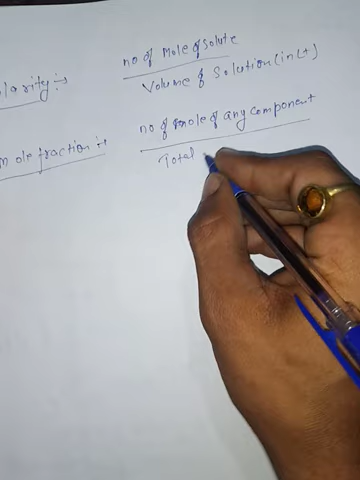 olarity :-
no of Mole of Solute
Volume of Solution (in Lt)
Mole fraction :-
no of mole of any component
Total